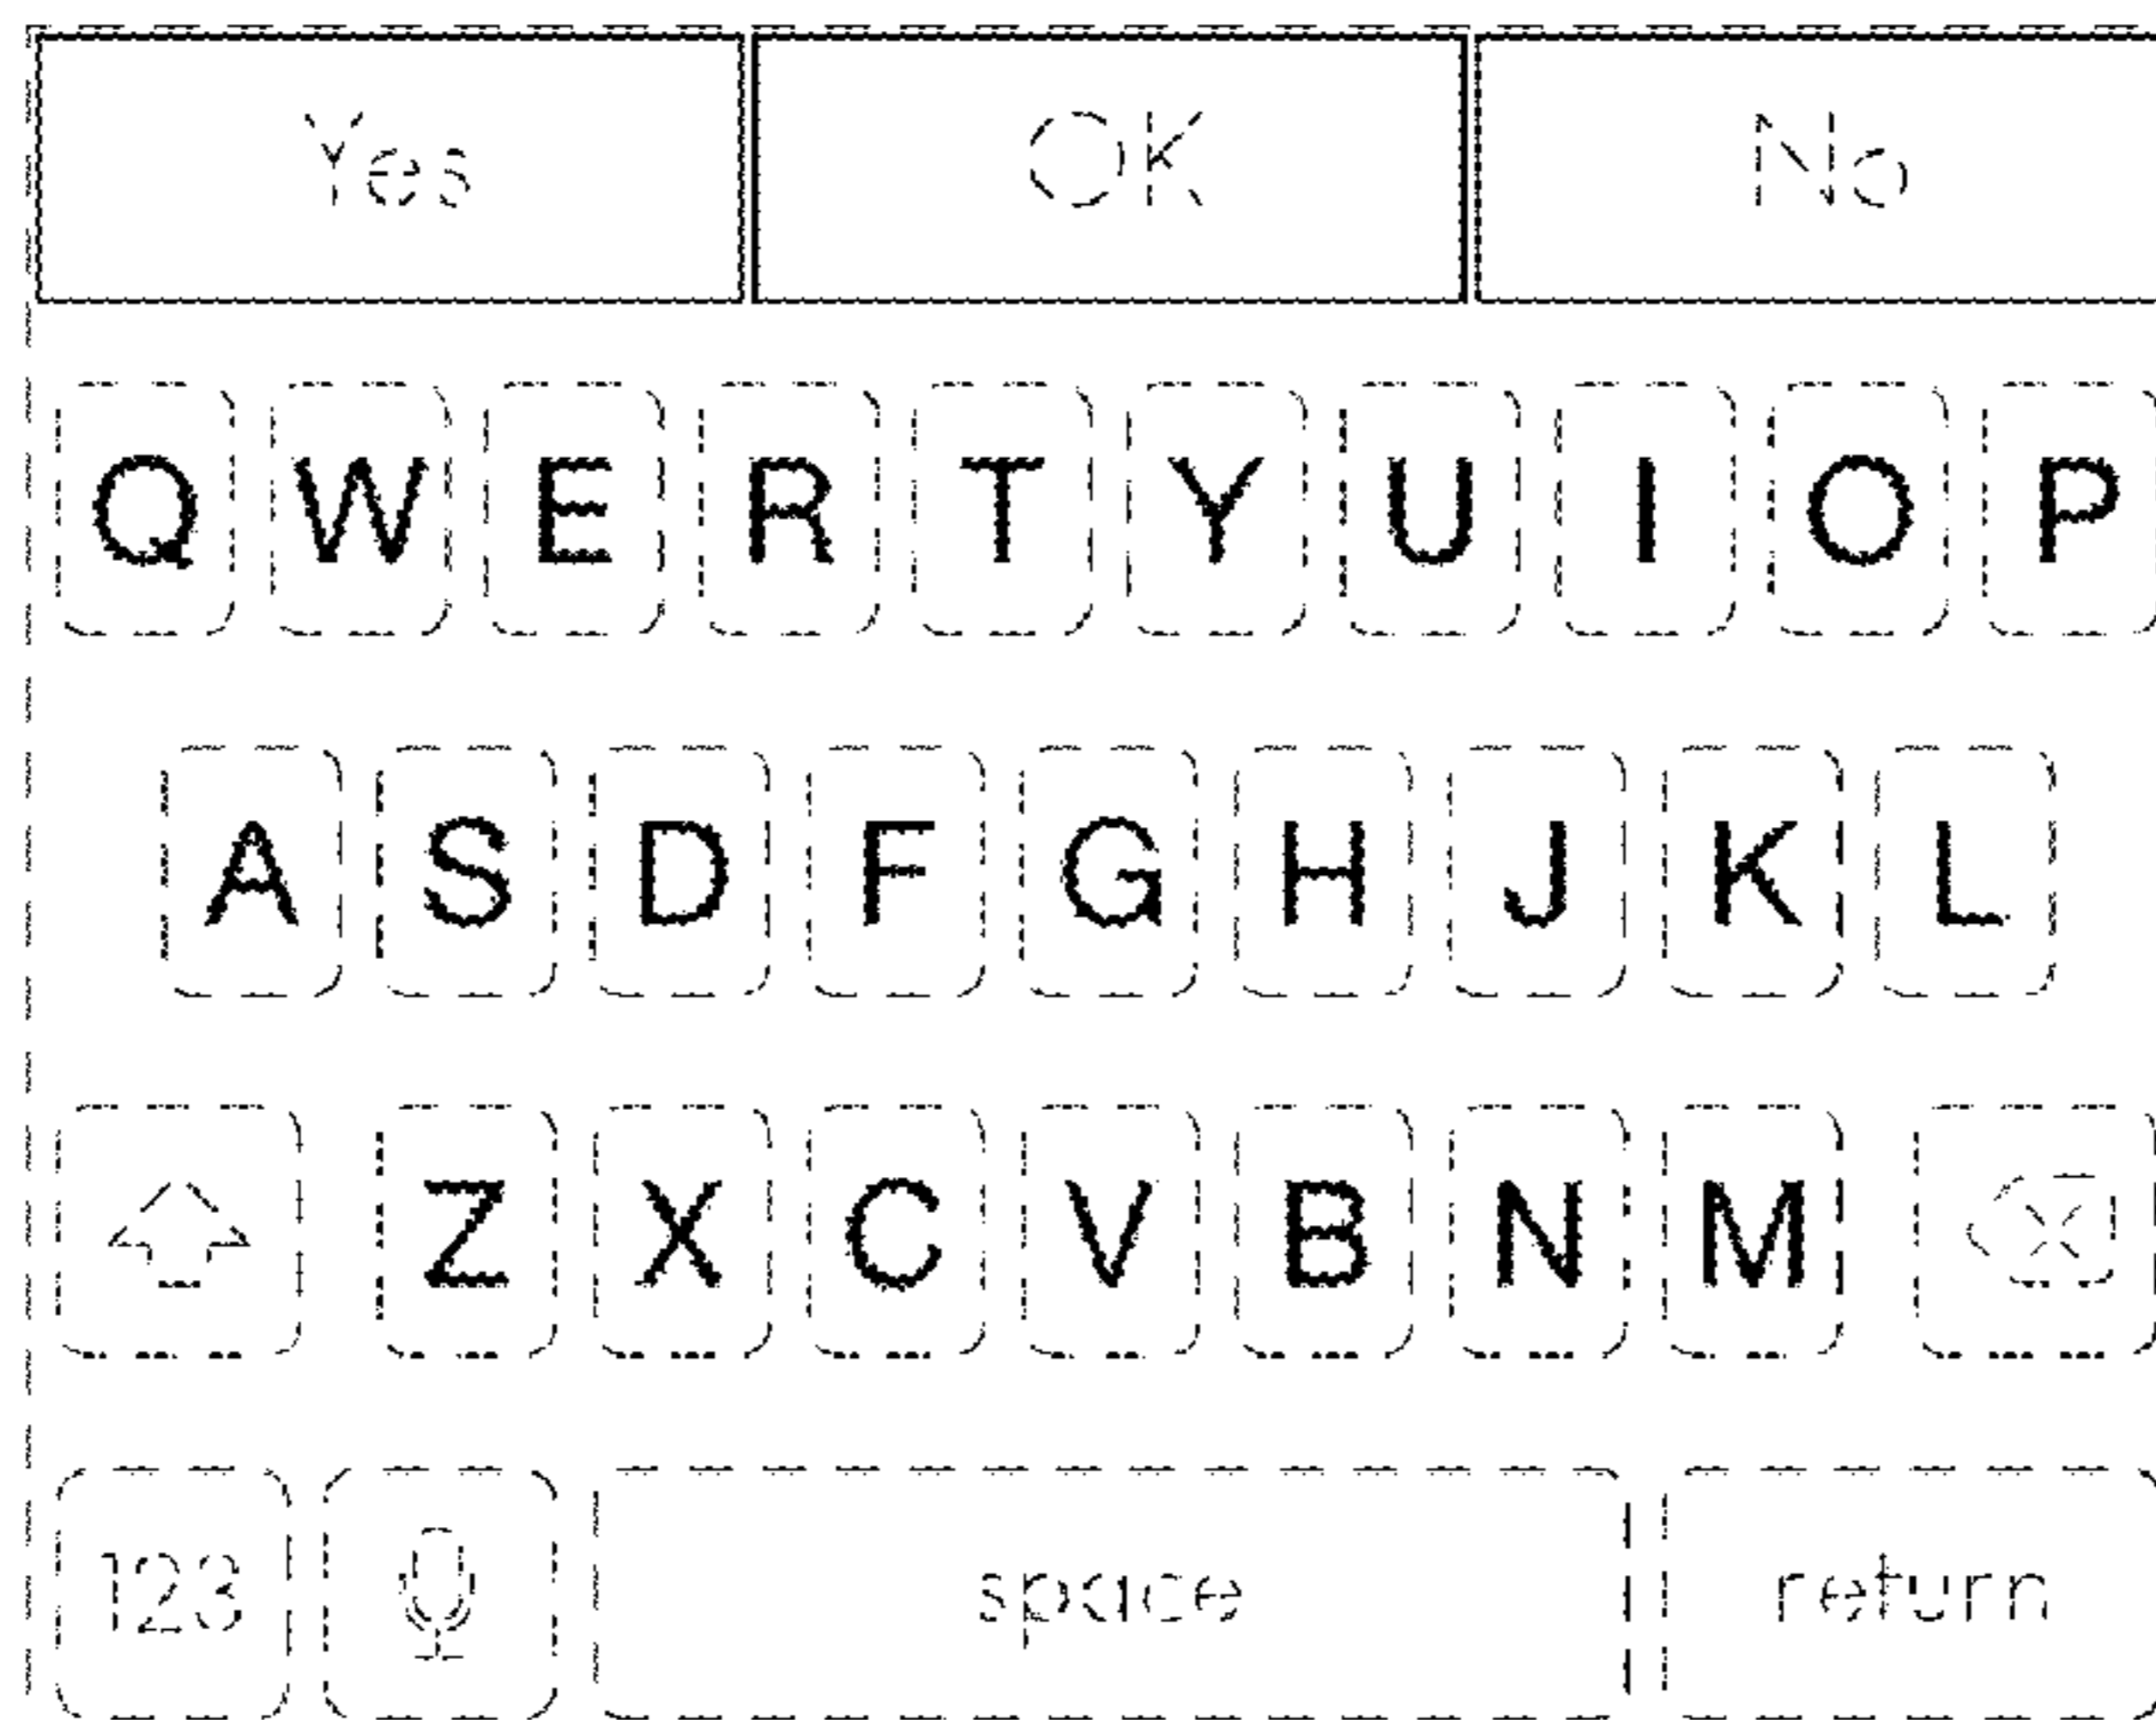 Yes OK No
Q W E R T Y U I O P
A S D F G H J K L
Z X C V B N M
123 space return